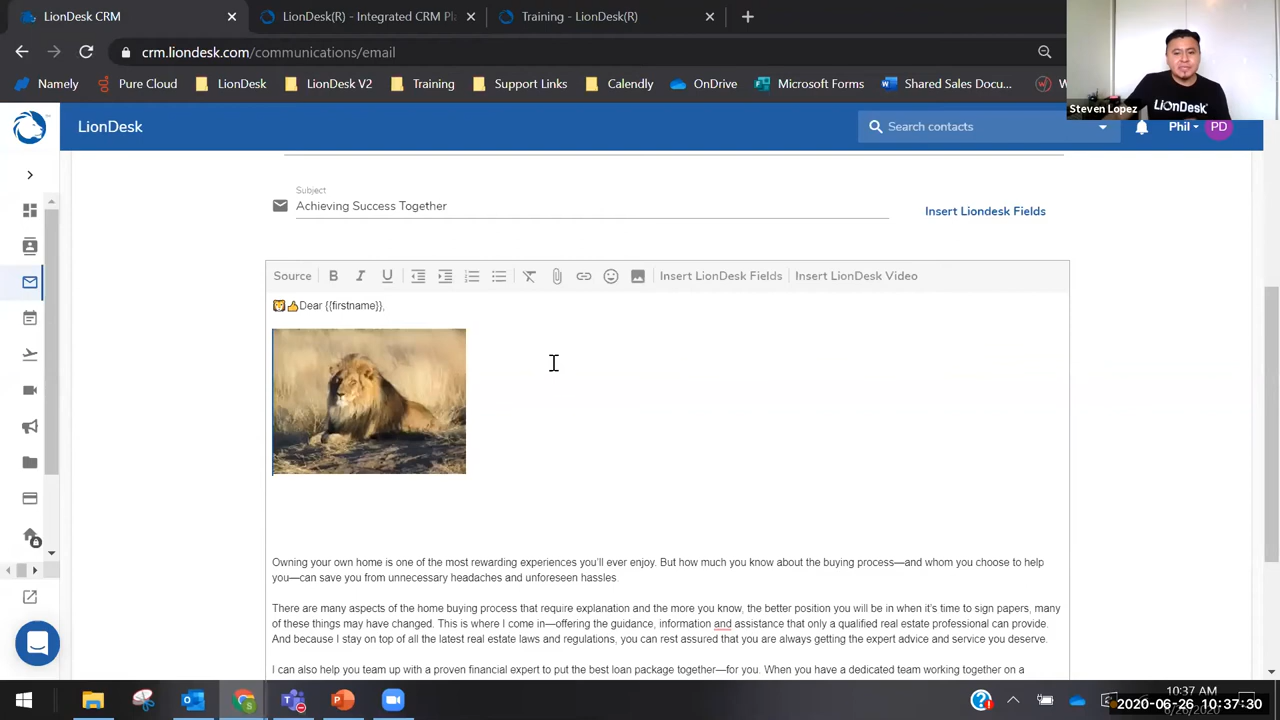 LionDesk CRM
LionDesk(R) - Integrated CRM Pl
Training - LionDesk(R)
crm.liondesk.com/communications/email
Namely
Pure Cloud
LionDesk
LionDesk V2
Training
Support Links
Calendly
OneDrive
Microsoft Forms
Shared Sales Docu...
W
LionDesk
Steven Lopez
LionDesk
Search contacts
Phil
PD
Subject
Achieving Success Together
Insert Liondesk Fields
Source
B
I
U
Insert LionDesk Fields
Insert LionDesk Video
Dear {{firstname}},
Owning your own home is one of the most rewarding experiences you'll ever enjoy. But how much you know about the buying process—and whom you choose to help
you—can save you from unnecessary headaches and unforeseen hassles.
There are many aspects of the home buying process that require explanation and the more you know, the better position you will be in when it's time to sign papers, many
of these things may have changed. This is where I come in—offering the guidance, information and assistance that only a qualified real estate professional can provide.
And because I stay on top of all the latest real estate laws and regulations, you can rest assured that you are always getting the expert advice and service you deserve.
I can also help you team up with a proven financial expert to put the best loan package together—for you. When you have a dedicated team working together on a
10:37 AM
2020-06-26 10:37:30